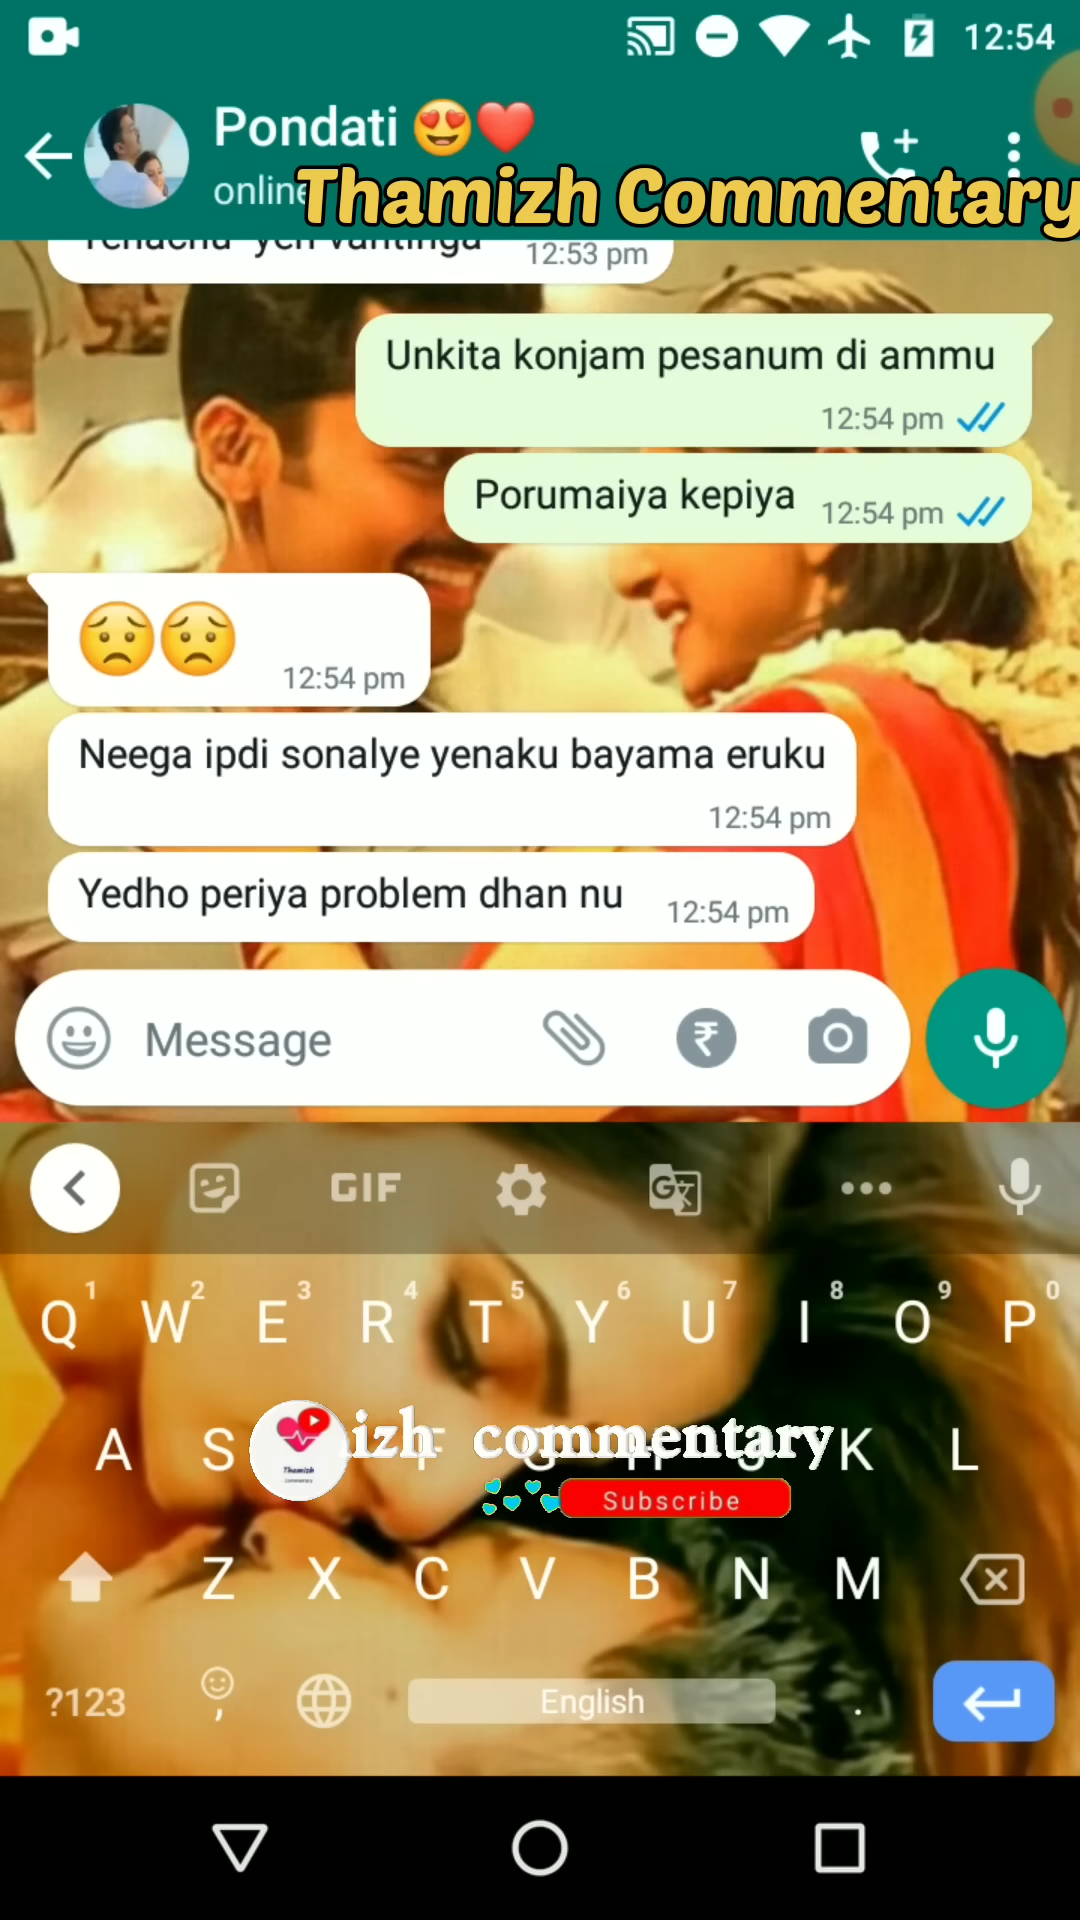 12:54
Pondati 😍❤️
online
Thamizh Commentary
12:53 pm
Unkita konjam pesanum di ammu
12:54 pm
Porumaiya kepiya 12:54 pm
😟😟
12:54 pm
Neega ipdi sonalye yenaku bayama eruku
12:54 pm
Yedho periya problem dhan nu 12:54 pm
Message
GIF
1 2 3 4 5 6 7 8 9 0
Q W E R T Y U I O P
A S F G H J K L
izh commentary
Thamizh
Subscribe
Z X C V B N M
?123 , English .